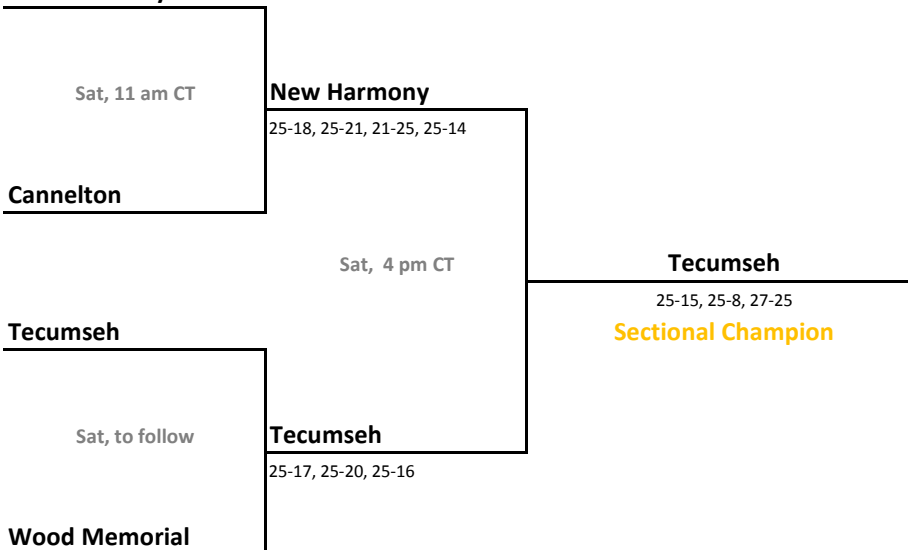 Sat, 11 am CT
New Harmony
25-18, 25-21, 21-25, 25-14
Cannelton
Sat, 4 pm CT
Tecumseh
25-15, 25-8, 27-25
Tecumseh
Sectional Champion
Sat, to follow
Tecumseh
25-17, 25-20, 25-16
Wood Memorial